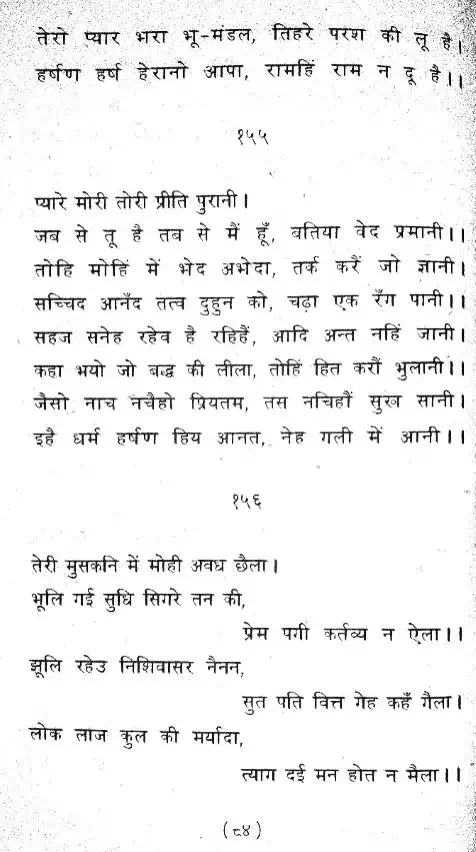 तेरो प्यार भरा भू-मंडल, तिहरे परश की लू है।
हर्षण हर्ष हेरानो आपा, रामहिं राम न दू है।।
१५५
प्यारे मोरी तोरी प्रीति पुरानी।
जब से तू है तब से मैं हूँ, बतिया वेद प्रमानी।।
तोहि मोहिं में भेद अभेदा, तर्क करैं जो ज्ञानी।
सच्चिद आनँद तत्व दुहुन को, चढ़ा एक रँग पानी।।
सहज सनेह रहेव है रहिहैं, आदि अन्त नहिं जानी।
कहा भयो जो बद्ध की लीला, तोहिं हित करौं भुलानी।।
जैसो नाच नचैहो प्रियतम, तस नचिहौं सुख सानी।
इहै धर्म हर्षण हिय आनत, नेह गली में आनी।।
१५६
तेरी मुसकनि में मोही अवध छैला।
भूलि गई सुधि सिगरे तन की,
प्रेम पगी कर्तव्य न ऐला।।
झूलि रहेउ निशिवासर नैनन,
सुत पति वित्त गेह कहँ गैला।
लोक लाज कुल की मर्यादा,
त्याग दई मन होत न मैला।।
(८४)